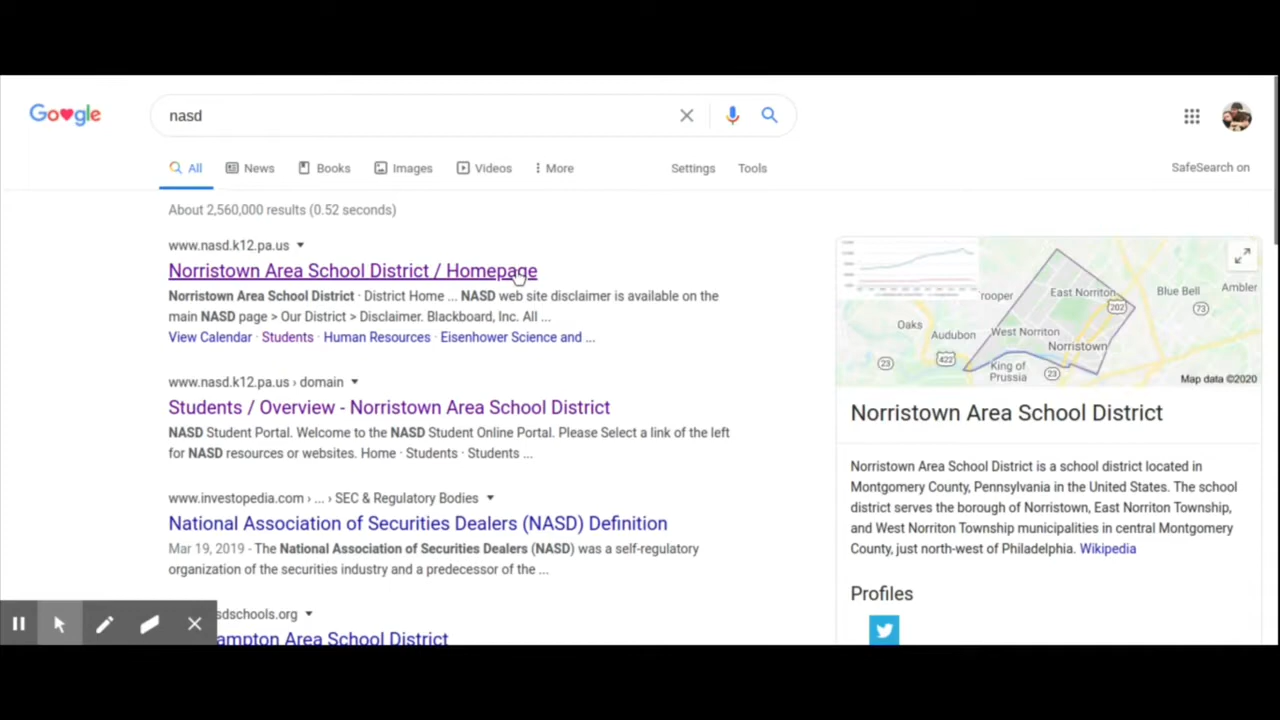 Go❤gle
nasd
All News Books Images Videos More Settings Tools SafeSearch on
About 2,560,000 results (0.52 seconds)
www.nasd.k12.pa.us
Norristown Area School District / Homepage
Norristown Area School District · District Home ... NASD web site disclaimer is available on the
main NASD page > Our District > Disclaimer. Blackboard, Inc. All ...
View Calendar · Students · Human Resources · Eisenhower Science and ...
www.nasd.k12.pa.us › domain
Students / Overview - Norristown Area School District
NASD Student Portal. Welcome to the NASD Student Online Portal. Please Select a link of the left
for NASD resources or websites. Home · Students · Students ...
www.investopedia.com › ... › SEC & Regulatory Bodies
National Association of Securities Dealers (NASD) Definition
Mar 19, 2019 - The National Association of Securities Dealers (NASD) was a self-regulatory
organization of the securities industry and a predecessor of the ...
sdschools.org
ampton Area School District
rooper
East Norriton
202
Blue Bell
Ambler
73
Oaks
Audubon
West Norriton
422
Norristown
23
King of
Prussia
23
Map data ©2020
Norristown Area School District
Norristown Area School District is a school district located in
Montgomery County, Pennsylvania in the United States. The school
district serves the borough of Norristown, East Norriton Township,
and West Norriton Township municipalities in central Montgomery
County, just north-west of Philadelphia. Wikipedia
Profiles